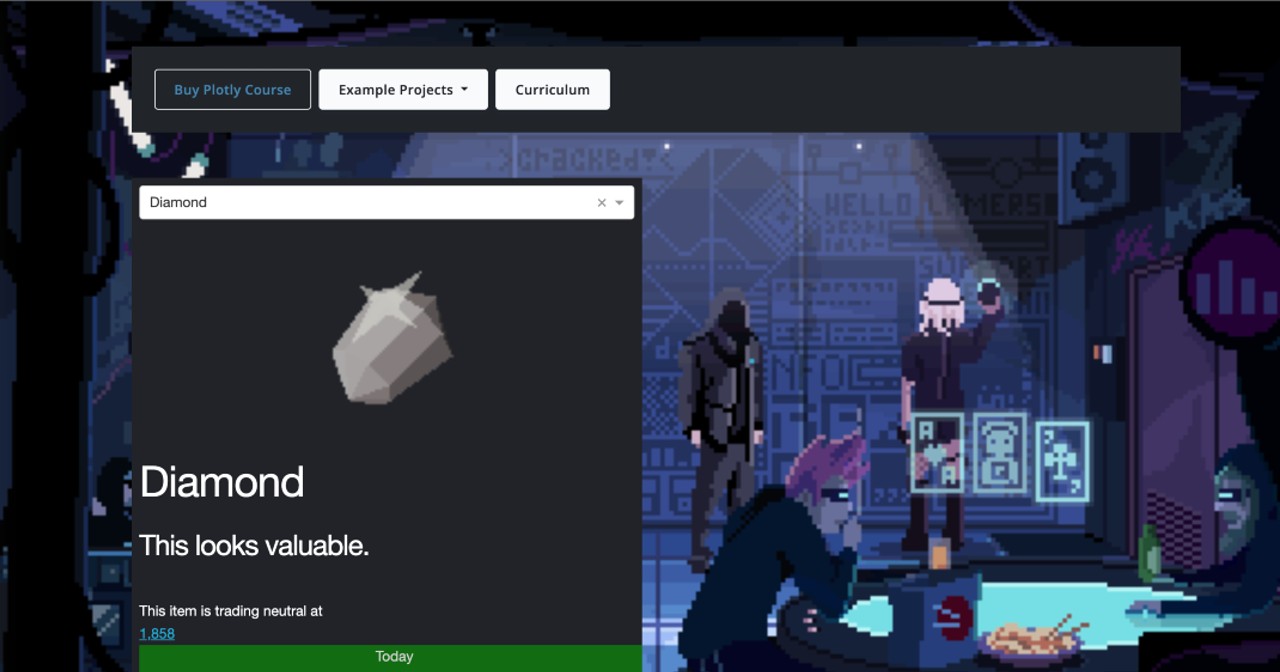 Buy Plotly Course
Example Projects
Curriculum
>cracked!<
HELLO LAMERS
Diamond
A
A
Diamond
This looks valuable.
This item is trading neutral at
1,858
Today